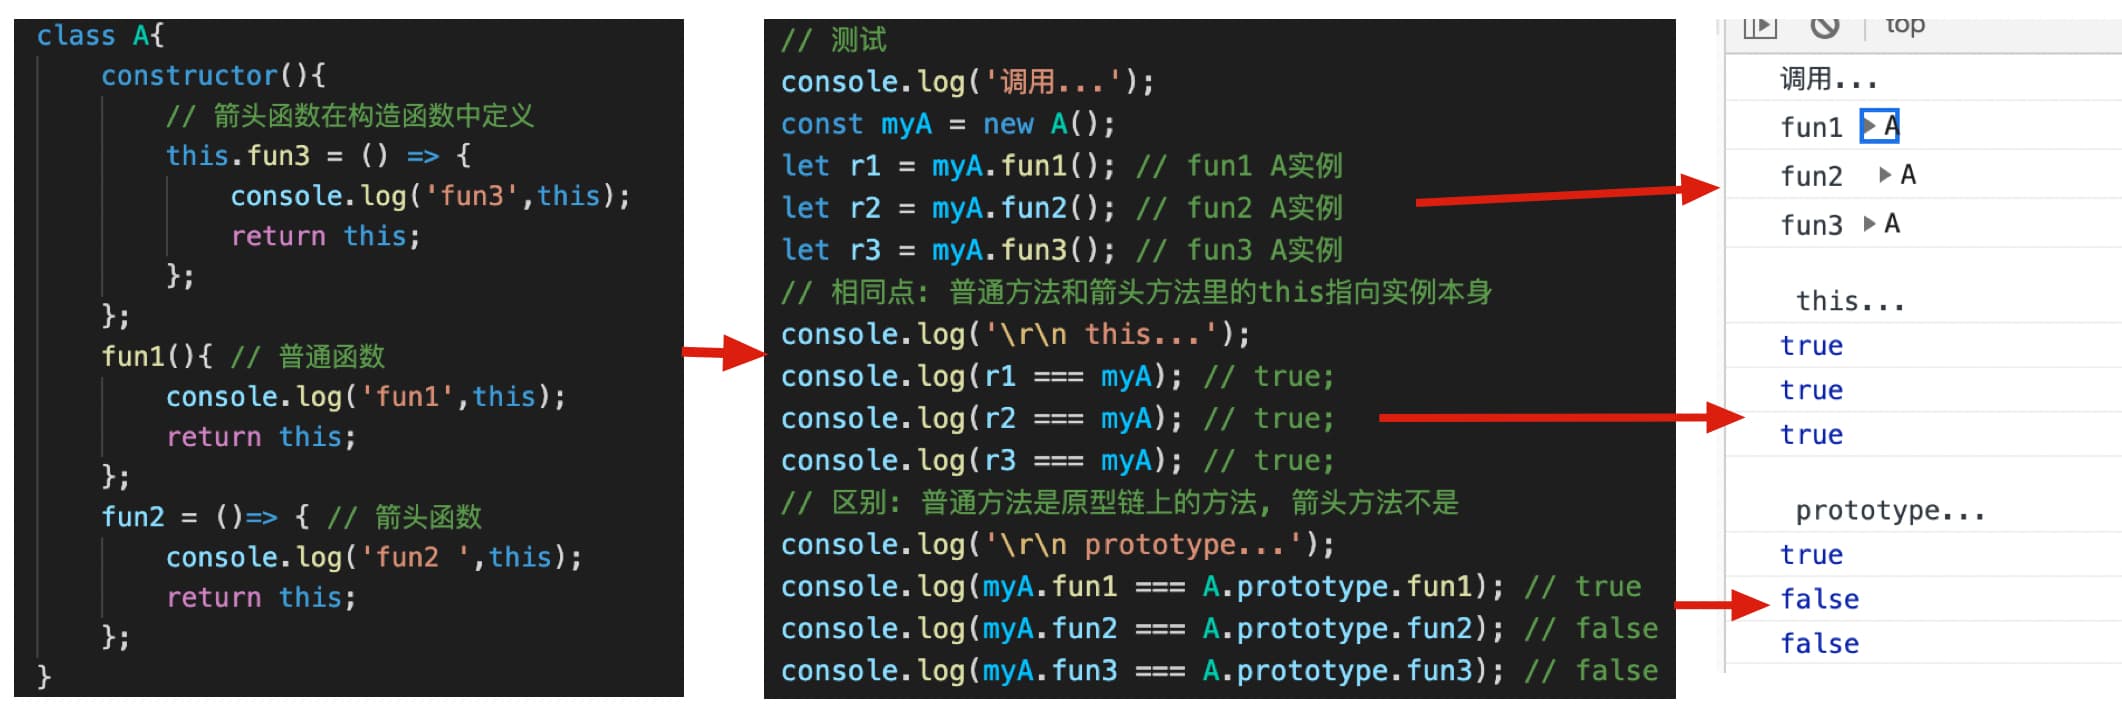 class A{
constructor(){
// 箭头函数在构造函数中定义
this.fun3 = () => {
console.log('fun3',this);
return this;
};
};
fun1(){ // 普通函数
console.log('fun1',this);
return this;
};
fun2 = ()=> { // 箭头函数
console.log('fun2 ',this);
return this;
};
}
// 测试
console.log('调用...');
const myA = new A();
let r1 = myA.fun1(); // fun1 A实例
let r2 = myA.fun2(); // fun2 A实例
let r3 = myA.fun3(); // fun3 A实例
// 相同点: 普通方法和箭头方法里的this指向实例本身
console.log('\r\n this...');
console.log(r1 === myA); // true;
console.log(r2 === myA); // true;
console.log(r3 === myA); // true;
// 区别: 普通方法是原型链上的方法, 箭头方法不是
console.log('\r\n prototype...');
console.log(myA.fun1 === A.prototype.fun1); // true
console.log(myA.fun2 === A.prototype.fun2); // false
console.log(myA.fun3 === A.prototype.fun3); // false
top
调用...
fun1 A
fun2 A
fun3 A
this...
true
true
true
prototype...
true
false
false